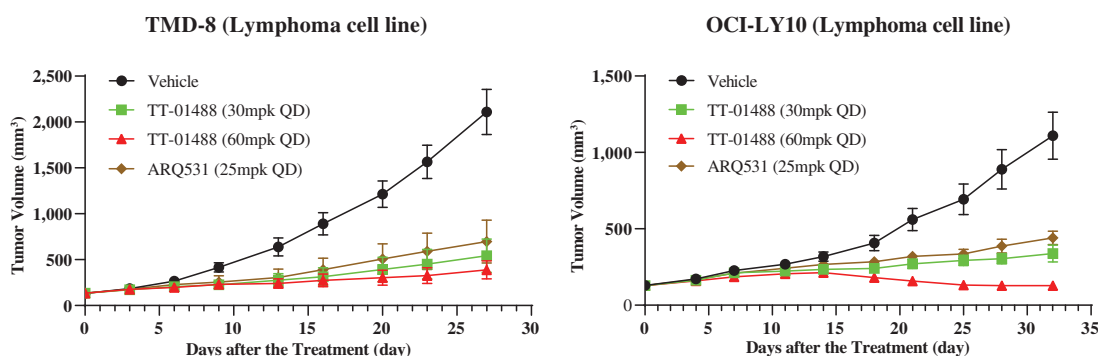 TMD-8 (Lymphoma cell line)
2,500
2,000
1,500
1,000
500
0
Tumor Volume (mm³)
Vehicle
TT-01488 (30mpk QD)
TT-01488 (60mpk QD)
ARQ531 (25mpk QD)
0 5 10 15 20 25 30
Days after the Treatment (day)
OCI-LY10 (Lymphoma cell line)
1,500
1,000
500
0
Tumor Volume (mm³)
Vehicle
TT-01488 (30mpk QD)
TT-01488 (60mpk QD)
ARQ531 (25mpk QD)
0 5 10 15 20 25 30 35
Days after the Treatment (day)